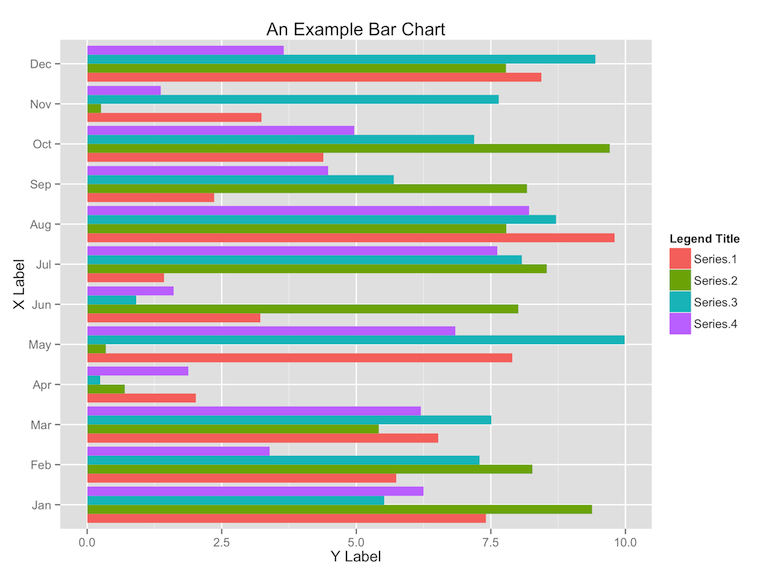 An Example Bar Chart
X Label
Dec
Nov
Oct
Sep
Aug
Jul
Jun
May
Apr
Mar
Feb
Jan
0.0 2.5 5.0 7.5 10.0
Y Label
Legend Title
Series.1
Series.2
Series.3
Series.4